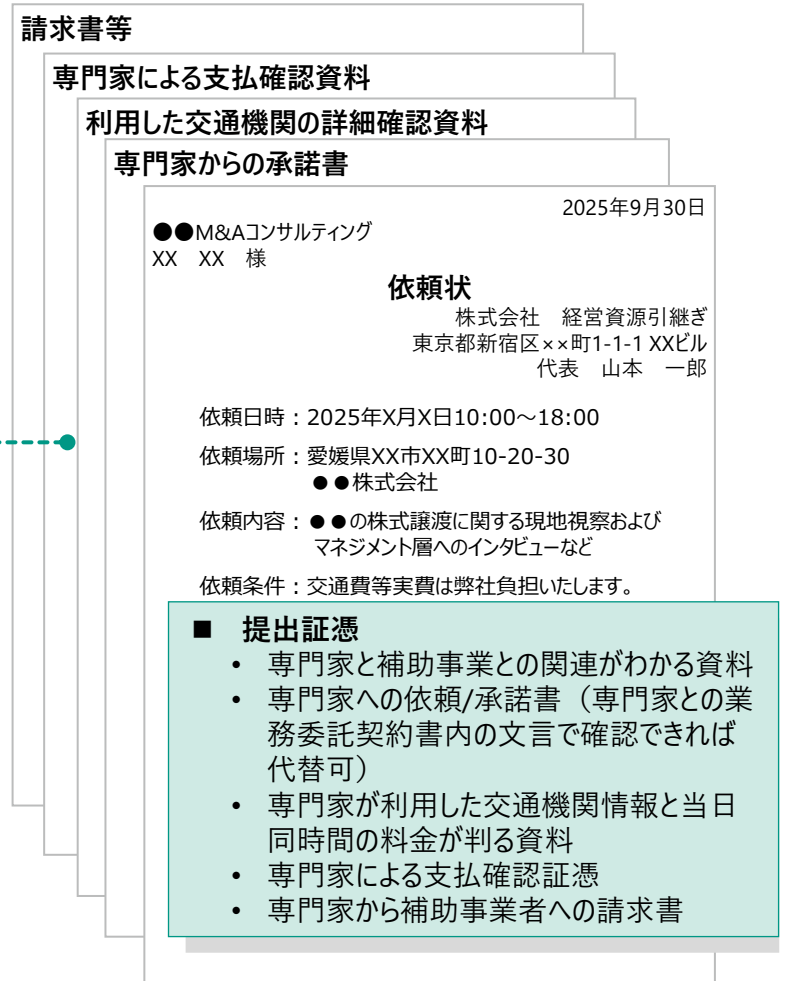 請求書等
専門家による支払確認資料
利用した交通機関の詳細確認資料
専門家からの承諾書
2025年9月30日
●●M&Aコンサルティング
XX　XX　様
依頼状
株式会社　経営資源引継ぎ
東京都新宿区××町1-1-1 XXビル
代表　山本　一郎
依頼日時：2025年X月X日10:00～18:00
依頼場所：愛媛県XX市XX町10-20-30
●●株式会社
依頼内容：●●の株式譲渡に関する現地視察および
マネジメント層へのインタビューなど
依頼条件：交通費等実費は弊社負担いたします。
■　提出証憑
• 専門家と補助事業との関連がわかる資料
• 専門家への依頼/承諾書（専門家との業
務委託契約書内の文言で確認できれば
代替可）
• 専門家が利用した交通機関情報と当日
同時間の料金が判る資料
• 専門家による支払確認証憑
• 専門家から補助事業者への請求書